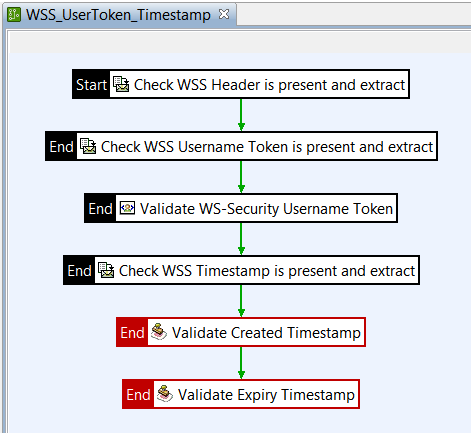 WSS_UserToken_Timestamp
Start Check WSS Header is present and extract
End Check WSS Username Token is present and extract
End Validate WS-Security Username Token
End Check WSS Timestamp is present and extract
End Validate Created Timestamp
End Validate Expiry Timestamp